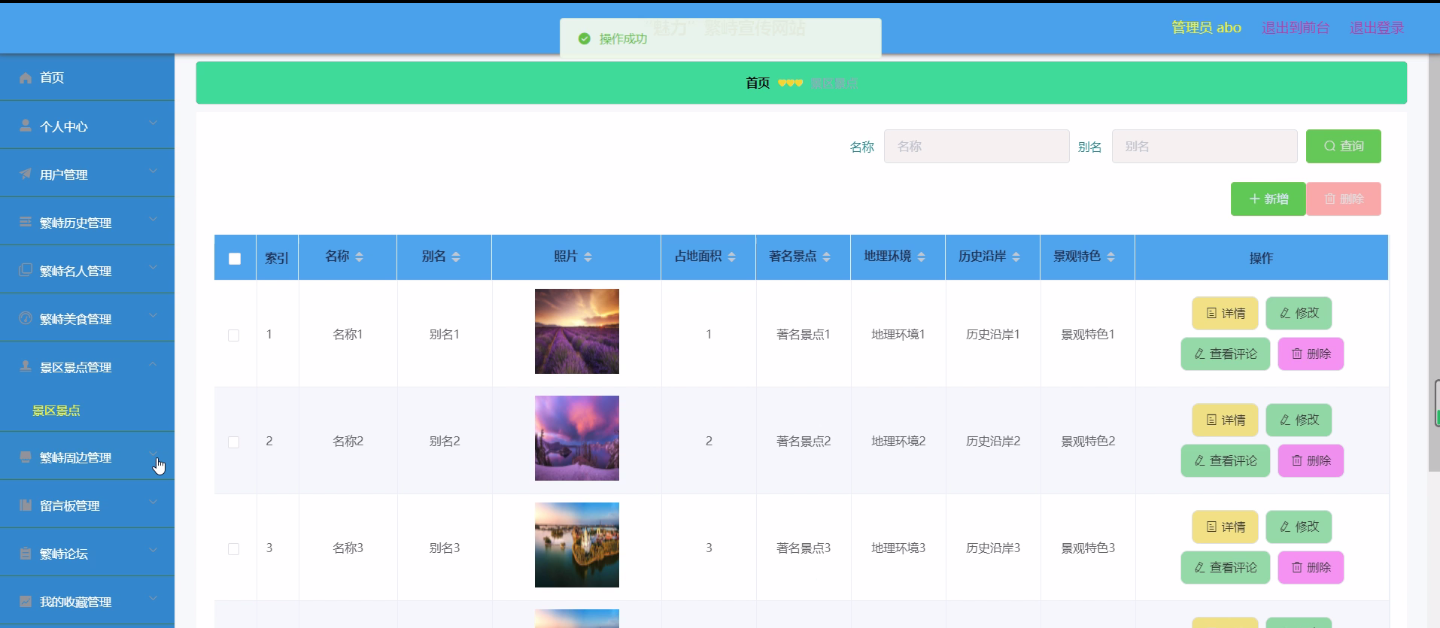 "魅力"繁峙宣传网站
操作成功
管理员 abo
退出到前台
退出登录
首页
个人中心
用户管理
繁峙历史管理
繁峙名人管理
繁峙美食管理
景区景点管理
景区景点
繁峙周边管理
留言板管理
繁峙论坛
我的收藏管理
首页 景区景点
名称 名称 别名 别名 查询
新增 删除
索引 名称 别名 照片 占地面积 著名景点 地理环境 历史沿岸 景观特色 操作
1 名称1 别名1 1 著名景点1 地理环境1 历史沿岸1 景观特色1
详情 修改
查看评论 删除
2 名称2 别名2 2 著名景点2 地理环境2 历史沿岸2 景观特色2
详情 修改
查看评论 删除
3 名称3 别名3 3 著名景点3 地理环境3 历史沿岸3 景观特色3
详情 修改
查看评论 删除